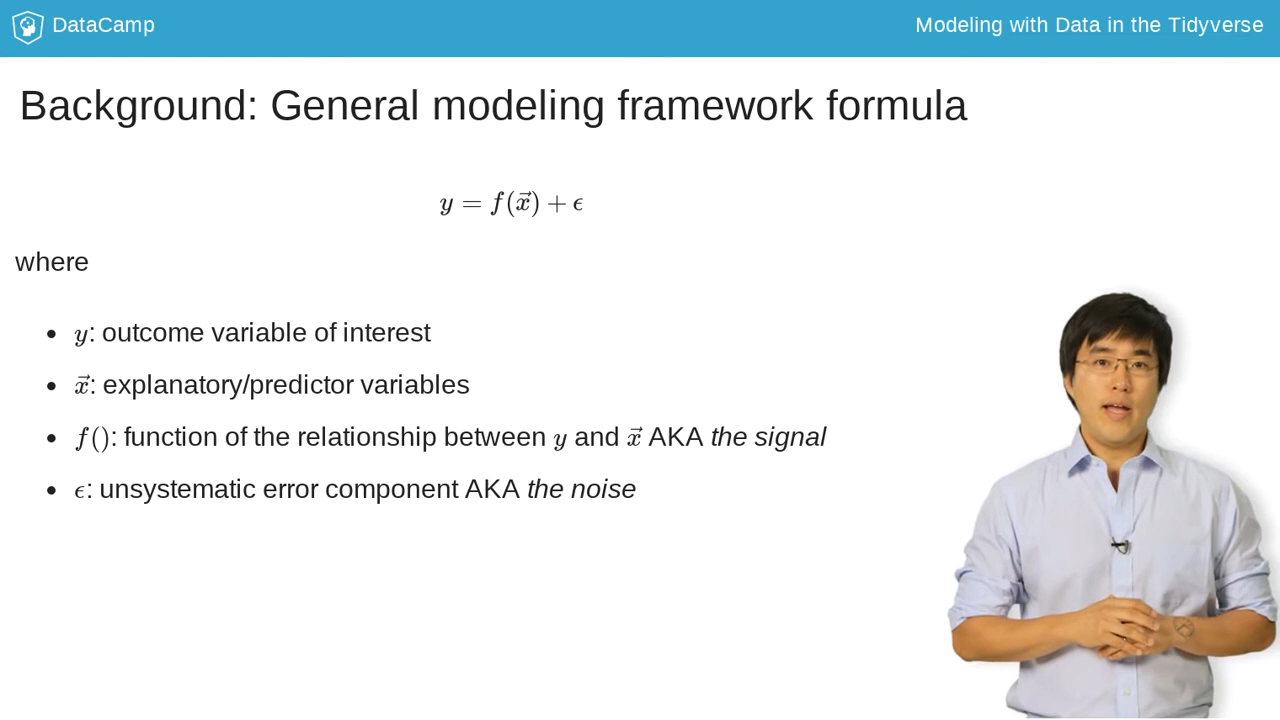 DataCamp
Modeling with Data in the Tidyverse
Background: General modeling framework formula
y = f(x⃗) + ϵ
where
• y: outcome variable of interest
• x⃗: explanatory/predictor variables
• f(): function of the relationship between y and x⃗ AKA the signal
• ϵ: unsystematic error component AKA the noise